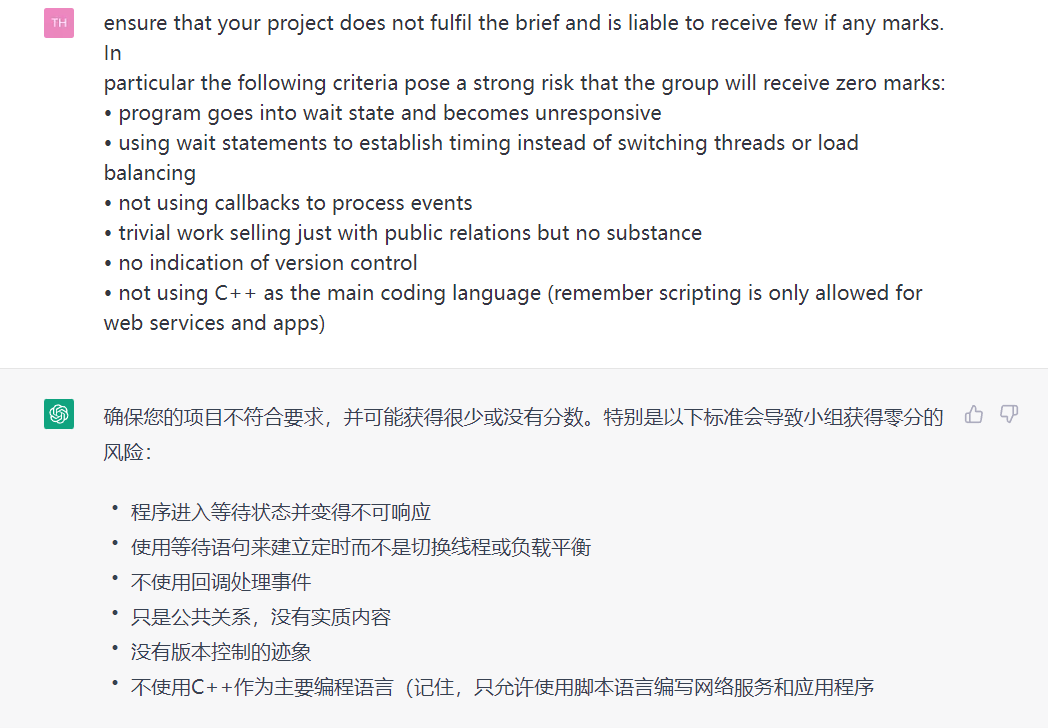 TH
ensure that your project does not fulfil the brief and is liable to receive few if any marks.
In
particular the following criteria pose a strong risk that the group will receive zero marks:
• program goes into wait state and becomes unresponsive
• using wait statements to establish timing instead of switching threads or load
balancing
• not using callbacks to process events
• trivial work selling just with public relations but no substance
• no indication of version control
• not using C++ as the main coding language (remember scripting is only allowed for
web services and apps)
确保您的项目不符合要求，并可能获得很少或没有分数。特别是以下标准会导致小组获得零分的
风险：
• 程序进入等待状态并变得不可响应
• 使用等待语句来建立定时而不是切换线程或负载平衡
• 不使用回调处理事件
• 只是公共关系，没有实质内容
• 没有版本控制的迹象
• 不使用C++作为主要编程语言（记住，只允许使用脚本语言编写网络服务和应用程序